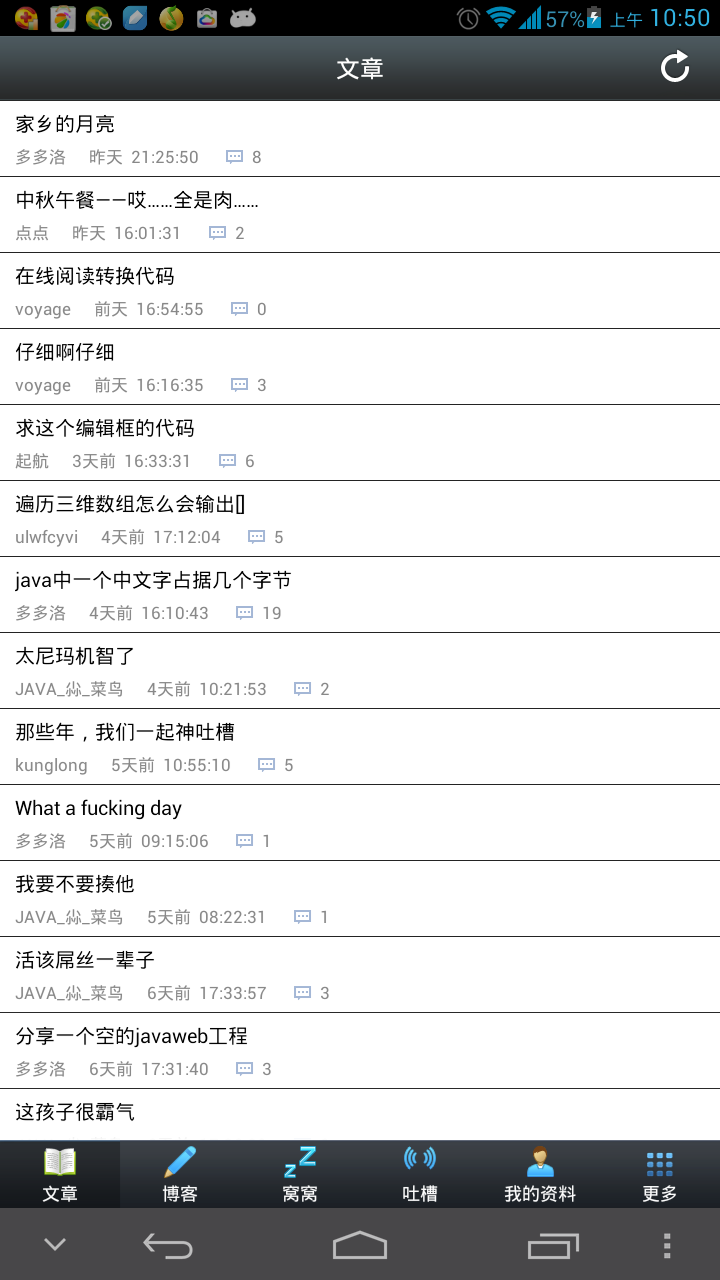 57% 上午 10:50
文章
家乡的月亮
多多洛 昨天 21:25:50 8
中秋午餐——哎……全是肉……
点点 昨天 16:01:31 2
在线阅读转换代码
voyage 前天 16:54:55 0
仔细啊仔细
voyage 前天 16:16:35 3
求这个编辑框的代码
起航 3天前 16:33:31 6
遍历三维数组怎么会输出[]
ulwfcyvi 4天前 17:12:04 5
java中一个中文字占据几个字节
多多洛 4天前 16:10:43 19
太尼玛机智了
JAVA_尛_菜鸟 4天前 10:21:53 2
那些年，我们一起神吐槽
kunglong 5天前 10:55:10 5
What a fucking day
多多洛 5天前 09:15:06 1
我要不要揍他
JAVA_尛_菜鸟 5天前 08:22:31 1
活该屌丝一辈子
JAVA_尛_菜鸟 6天前 17:33:57 3
分享一个空的javaweb工程
多多洛 6天前 17:31:40 3
这孩子很霸气
文章 博客 窝窝 吐槽 我的资料 更多